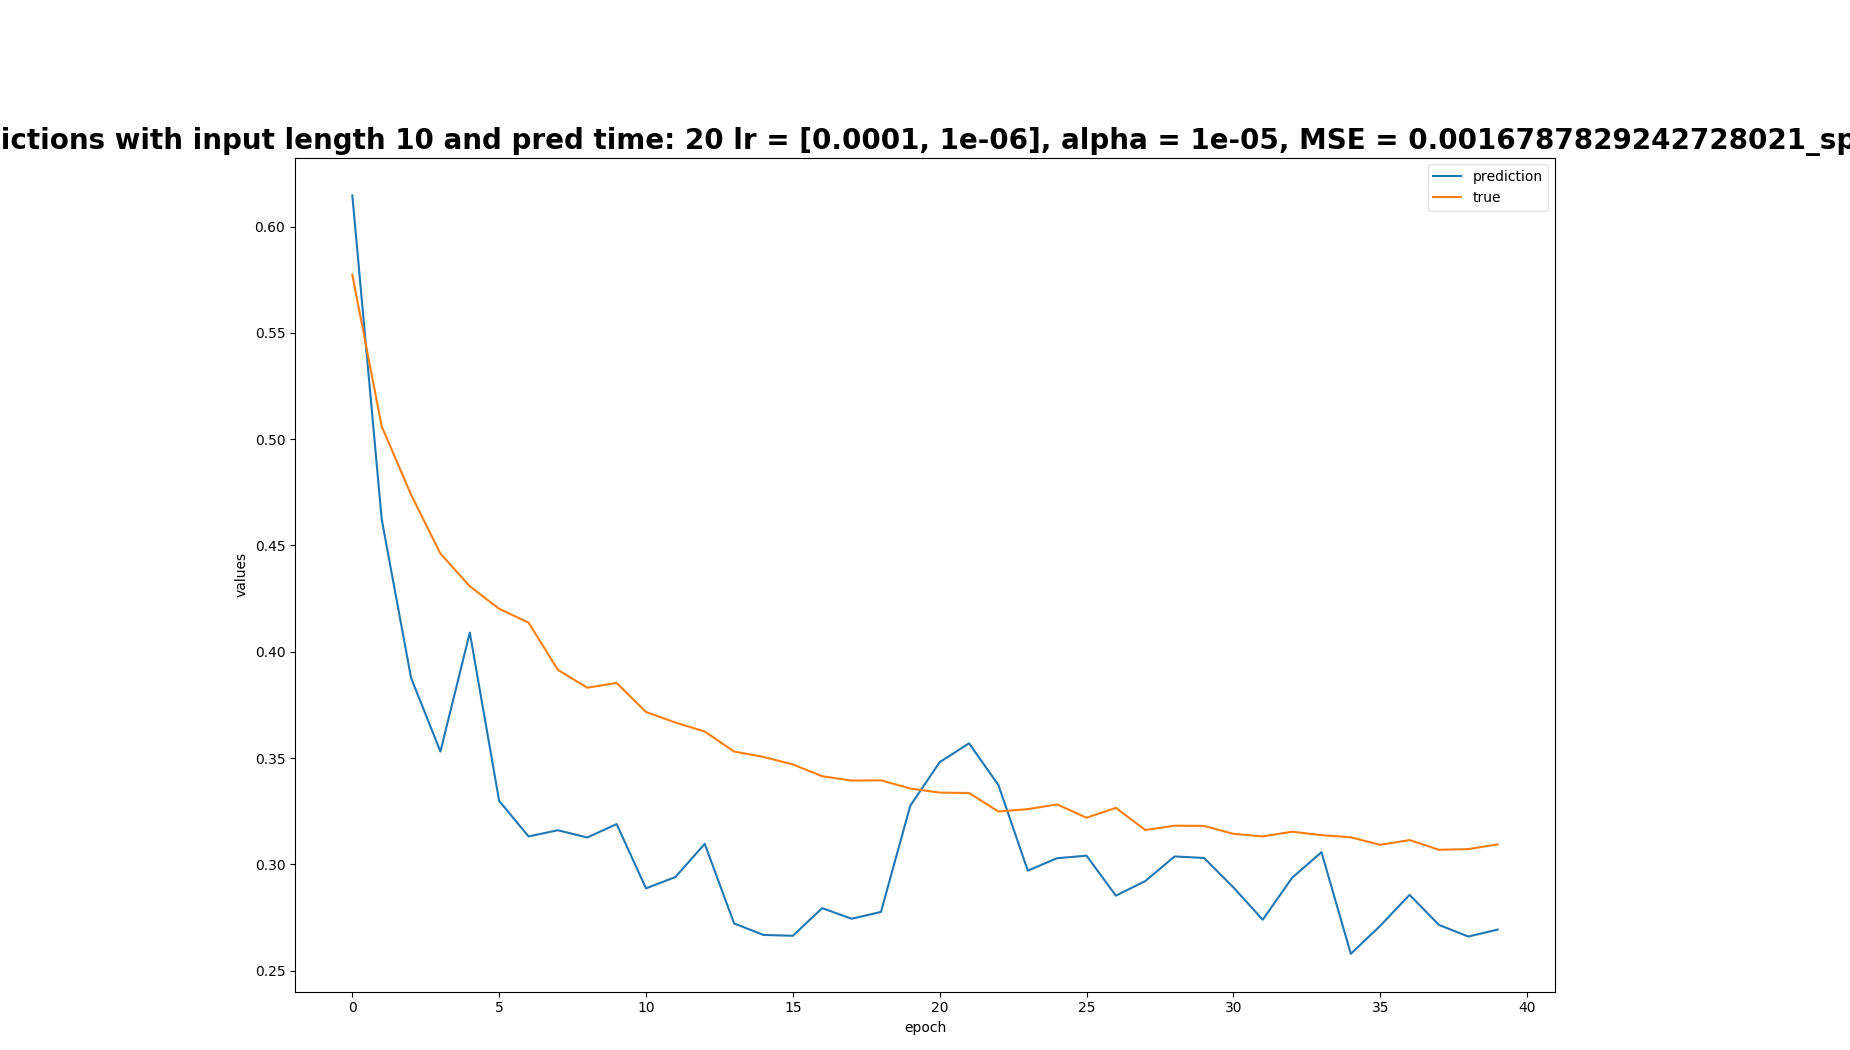 ictions with input length 10 and pred time: 20 lr = [0.0001, 1e-06], alpha = 1e-05, MSE = 0.0016787829242728021_sp
prediction
true
0.60
0.55
0.50
0.45
0.40
0.35
0.30
0.25
values
0 5 10 15 20 25 30 35 40
epoch